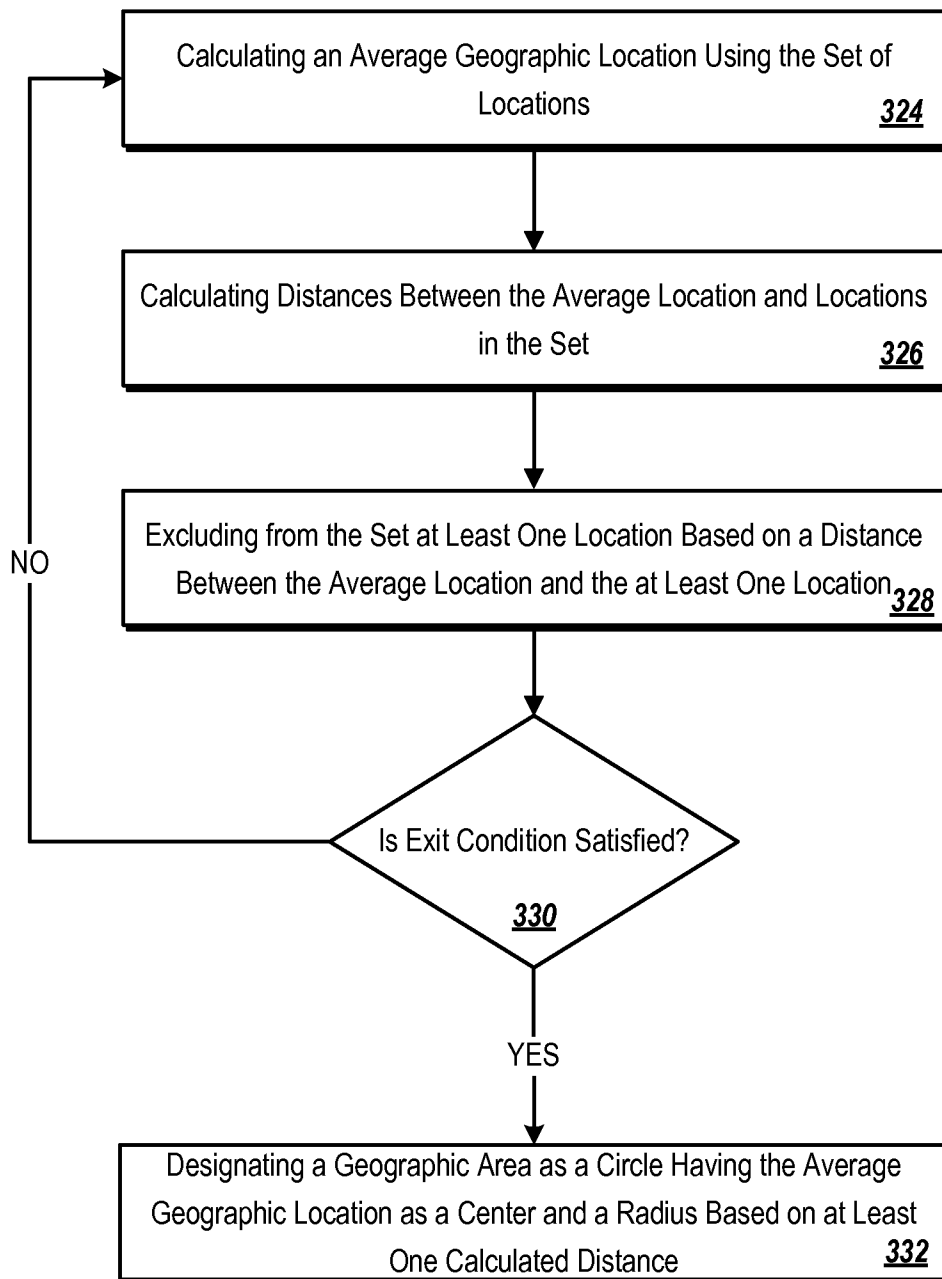 Calculating an Average Geographic Location Using the Set of
Locations
324
Calculating Distances Between the Average Location and Locations
in the Set
326
Excluding from the Set at Least One Location Based on a Distance
Between the Average Location and the at Least One Location
328
NO
Is Exit Condition Satisfied?
330
YES
Designating a Geographic Area as a Circle Having the Average
Geographic Location as a Center and a Radius Based on at Least
One Calculated Distance
332